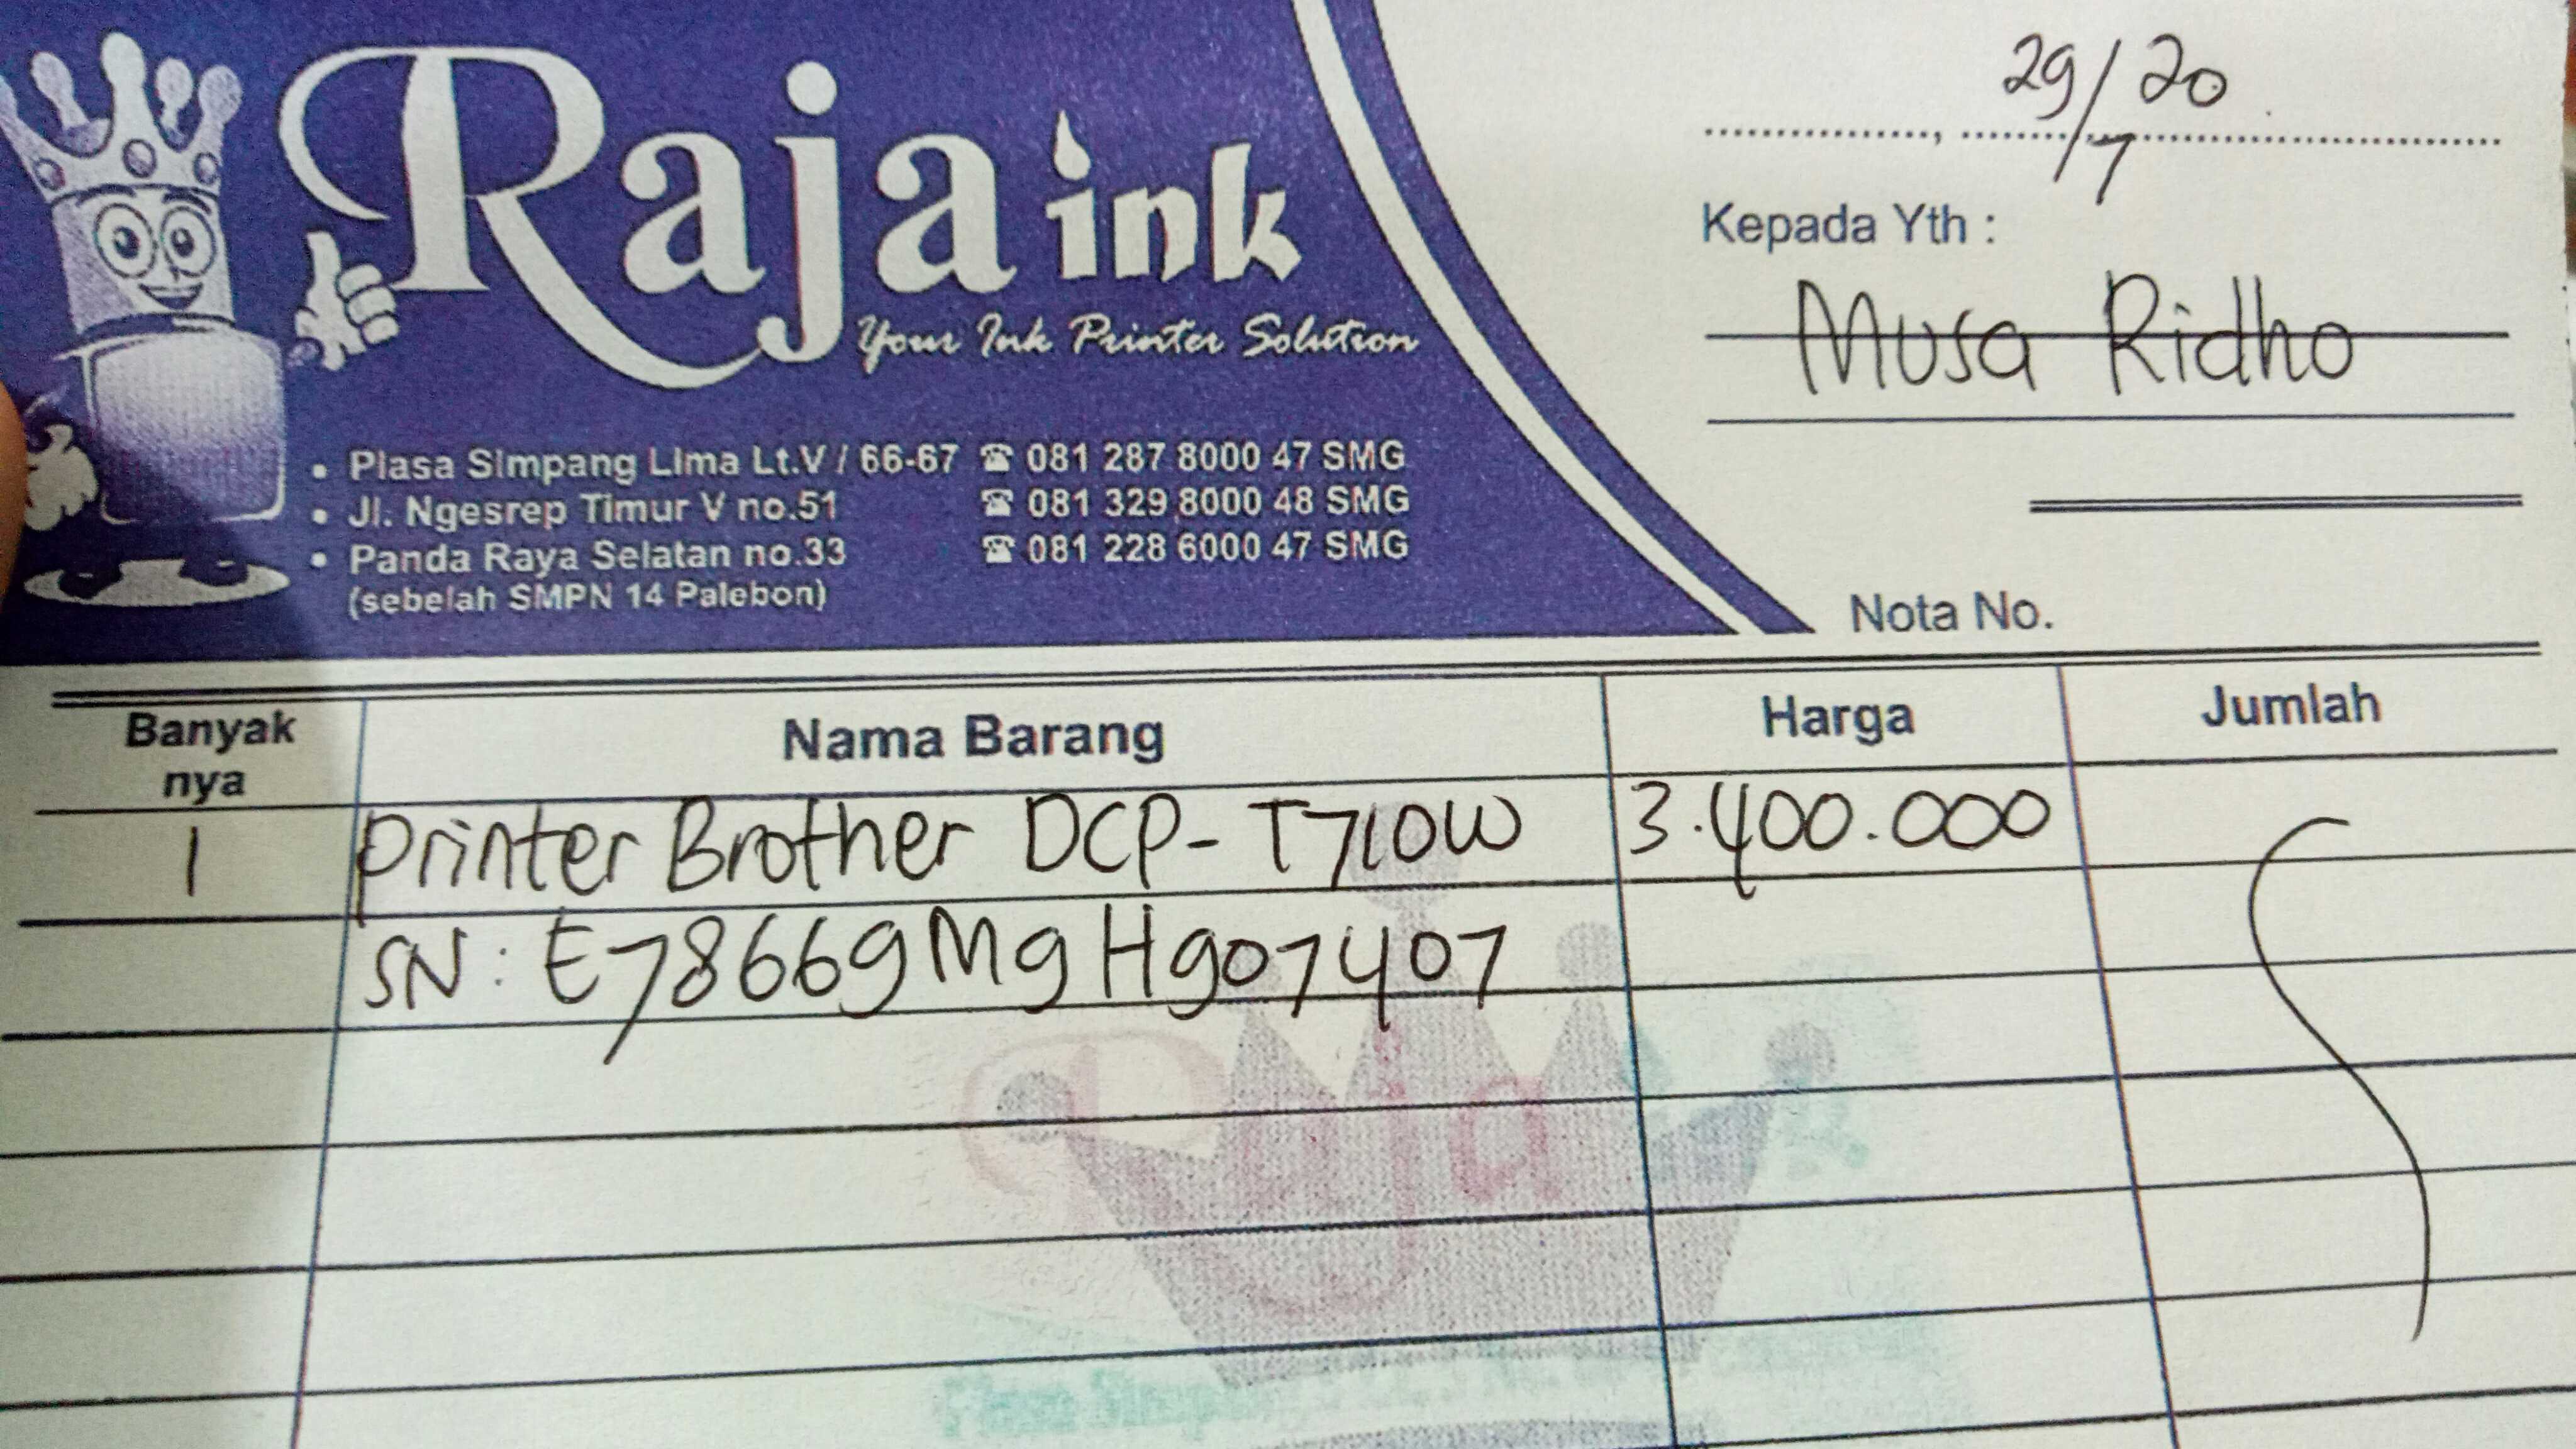 Raja ink
Your Ink Printer Solution
• Plasa Simpang Lima Lt.V / 66-67 ☎ 081 287 8000 47 SMG
• Jl. Ngesrep Timur V no.51 ☎ 081 329 8000 48 SMG
• Panda Raya Selatan no.33 ☎ 081 228 6000 47 SMG
(sebelah SMPN 14 Palebon)
29/7 20
Kepada Yth :
Musa Ridho
Nota No.
Banyak nya Nama Barang Harga Jumlah
1 Printer Brother DCP-T710W 3.400.000
SN : E78669M9H907407
Raja